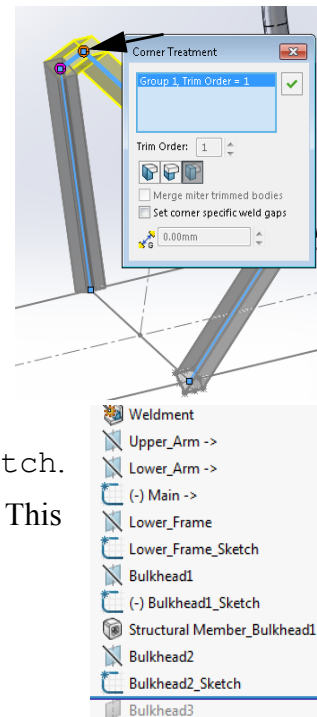 Corner Treatment
Group 1, Trim Order = 1
Trim Order: 1
Merge miter trimmed bodies
Set corner specific weld gaps
G 0.00mm
Weldment
Upper_Arm ->
tch.
Lower_Arm ->
(-) Main ->
This
Lower_Frame
Lower_Frame_Sketch
Bulkhead1
(-) Bulkhead1_Sketch
Structural Member_Bulkhead1
Bulkhead2
Bulkhead2_Sketch
Bulkhead3